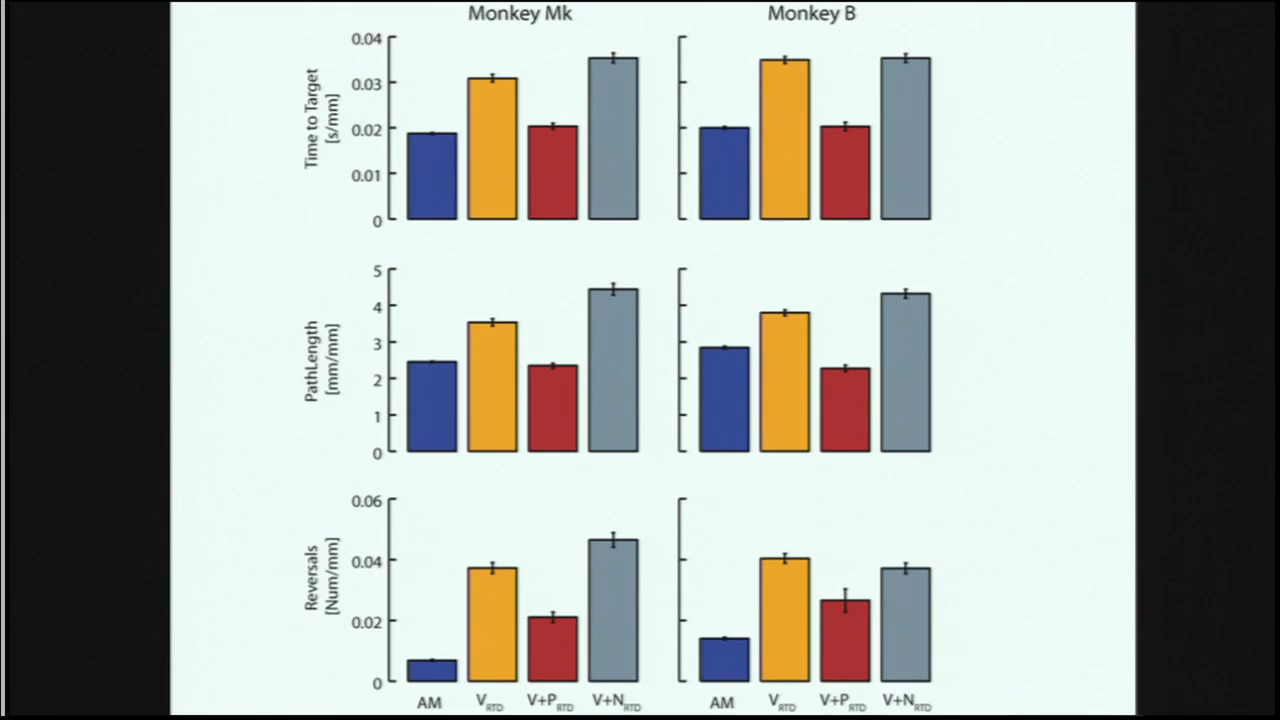 Monkey Mk
Monkey B
Time to Target
[s/mm]
0.04
0.03
0.02
0.01
0
PathLength
[mm/mm]
5
4
3
2
1
0
Reversals
[Num/mm]
0.06
0.04
0.02
0
AM VRTD V+PRTD V+NRTD
AM VRTD V+PRTD V+NRTD